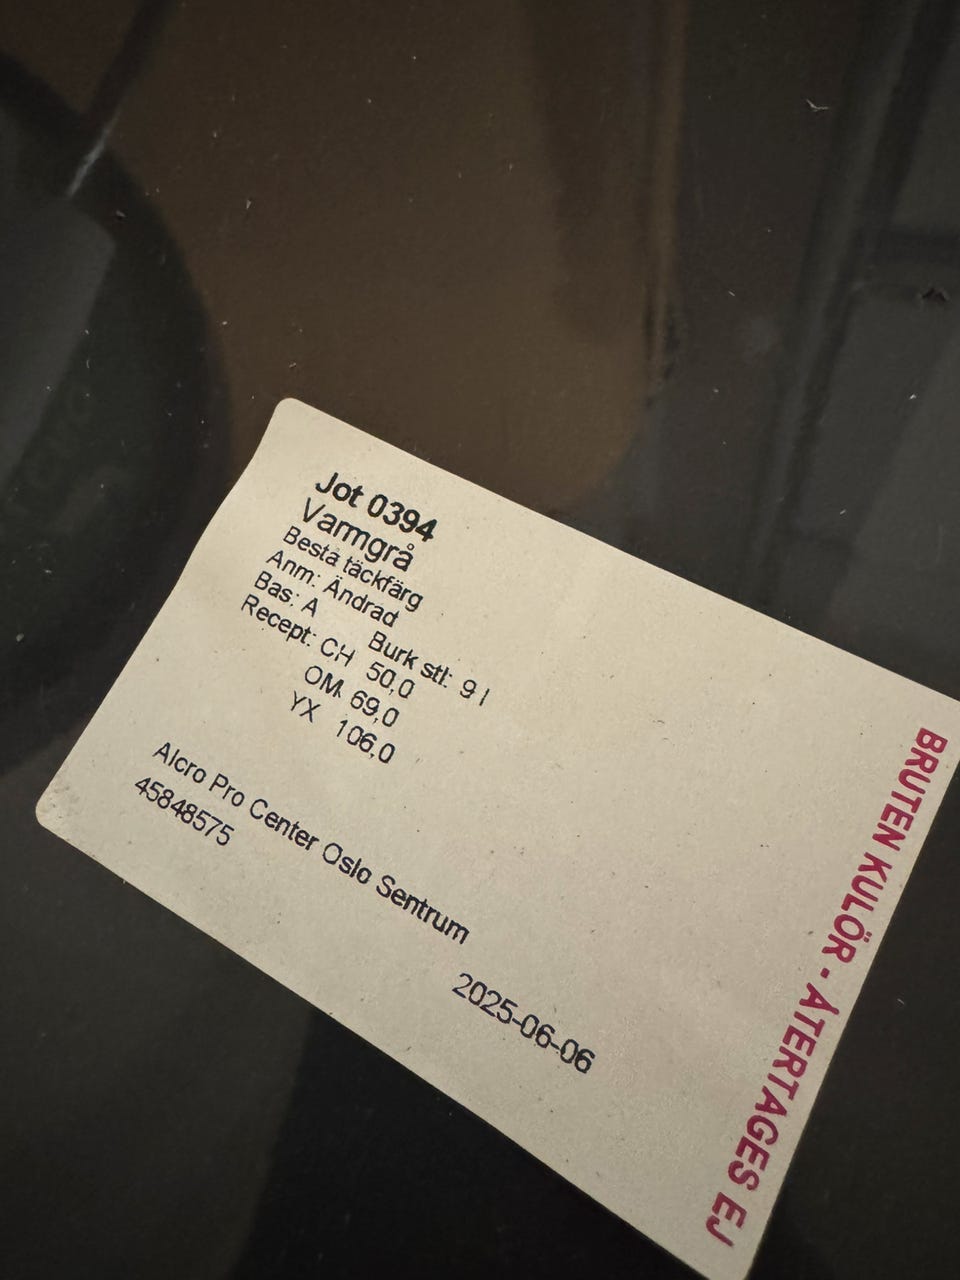 Jot 0394
Varmgrå
Bestå täckfärg
Anm: Ändrad
Bas: A Burk stl: 9 l
Recept: CH 50,0
OM 69,0
YX 106,0
Alcro Pro Center Oslo Sentrum
45848575
2025-06-06
BRUTEN KULÖR - ÅTERTAGES EJ